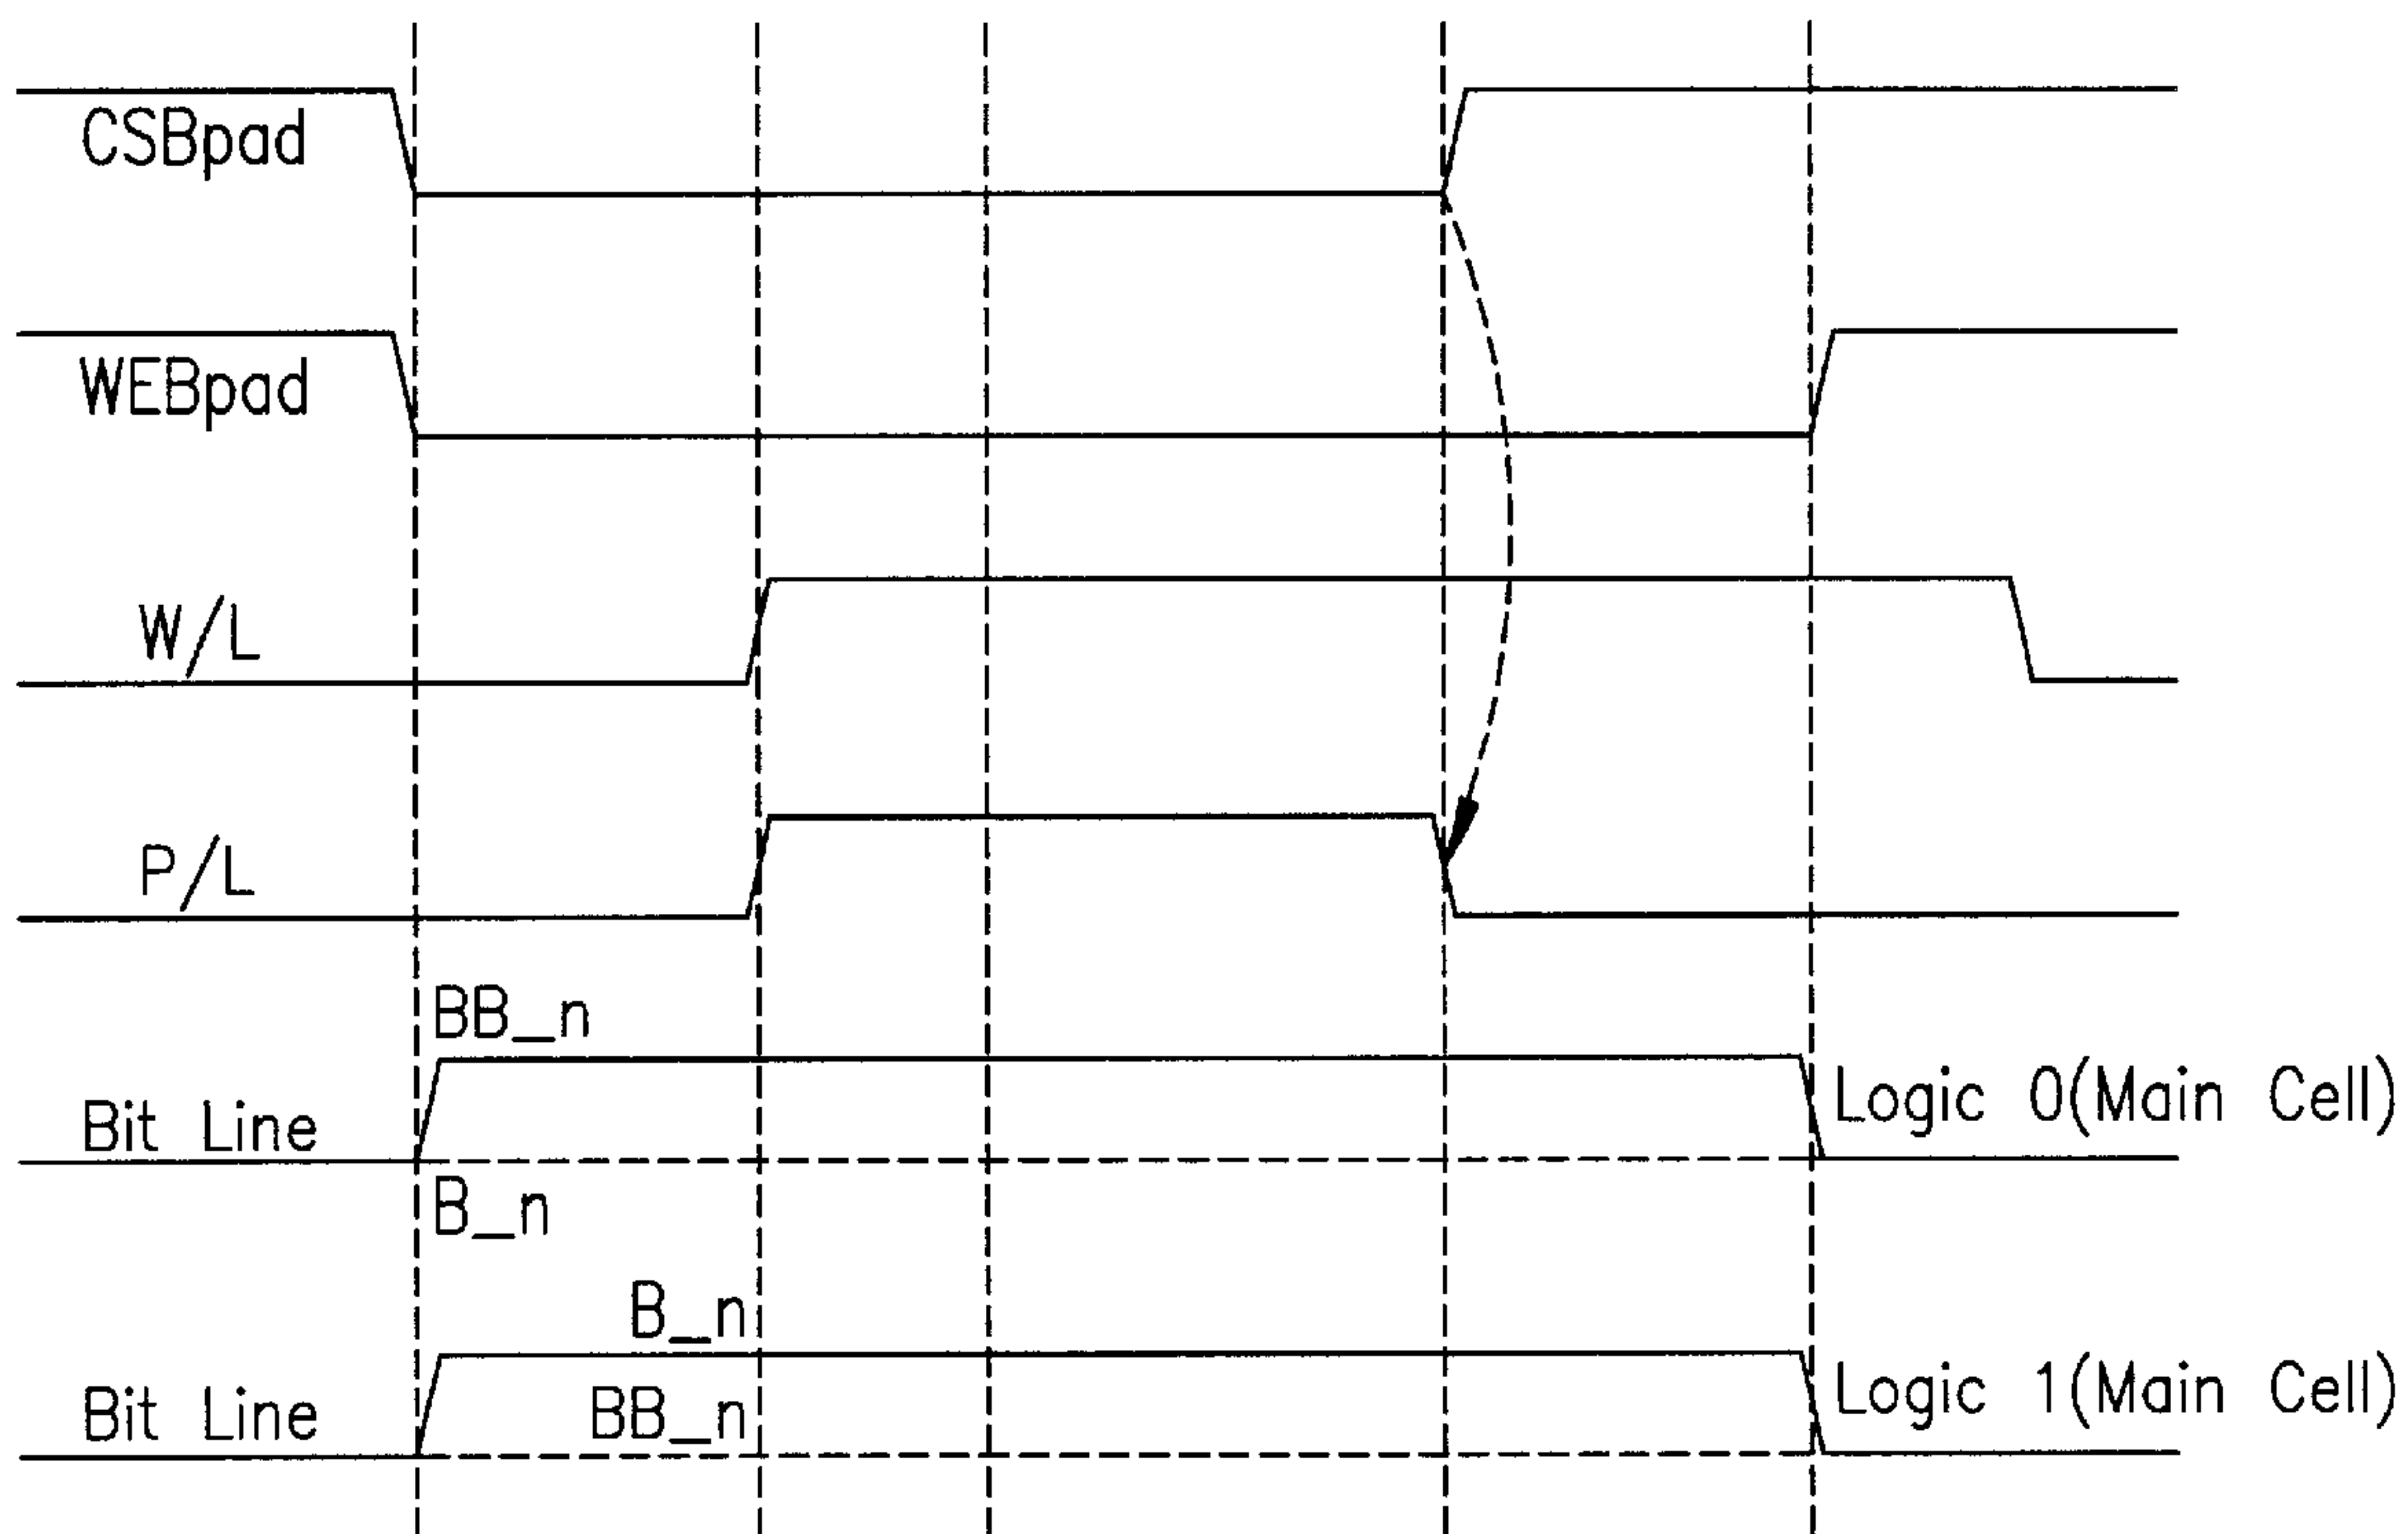 CSBpad
WEBpad
W/L
P/L
BB_n
Bit Line
Logic 0(Main Cell)
B_n
B_n
Bit Line
BB_n
Logic 1(Main Cell)